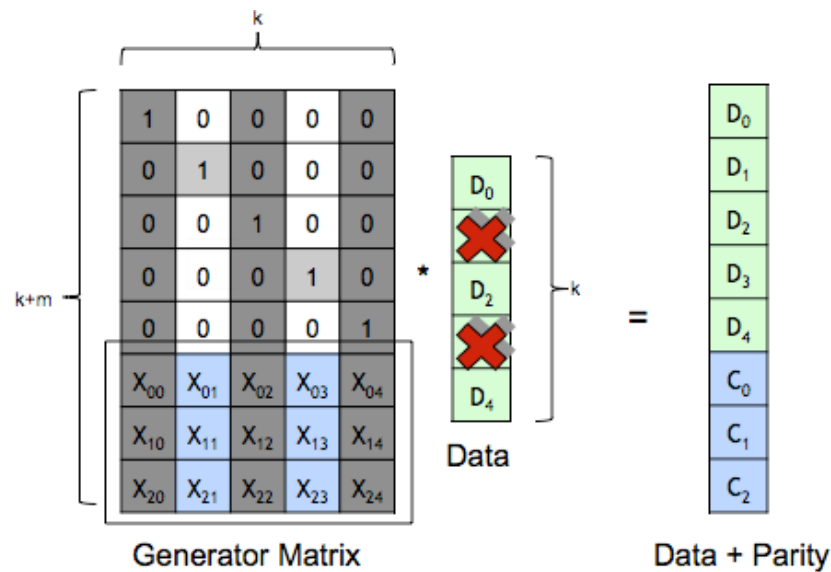 k
k+m
1 0 0 0 0
0 1 0 0 0
0 0 1 0 0
0 0 0 1 0
0 0 0 0 1
X₀₀ X₀₁ X₀₂ X₀₃ X₀₄
X₁₀ X₁₁ X₁₂ X₁₃ X₁₄
X₂₀ X₂₁ X₂₂ X₂₃ X₂₄
Generator Matrix
*
D₀
D₂
D₄
k
Data
=
D₀
D₁
D₂
D₃
D₄
C₀
C₁
C₂
Data + Parity